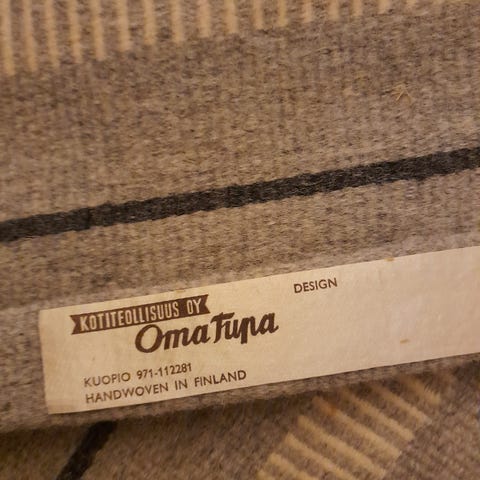 KOTITEOLLISUUS OY
Oma Tupa
DESIGN
KUOPIO 971-112281
HANDWOVEN IN FINLAND